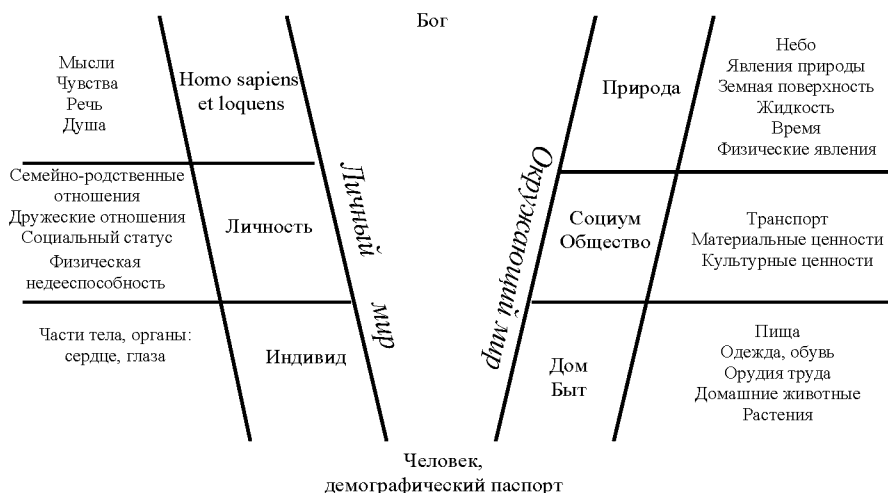 Бог
Мысли
Чувства
Речь
Душа
Homo sapiens
et loquens
Семейно-родственные
отношения
Дружеские отношения
Социальный статус
Физическая
недееспособность
Личность
Части тела, органы:
сердце, глаза
Индивид
Личный мир
Окружающий мир
Природа
Небо
Явления природы
Земная поверхность
Жидкость
Время
Физические явления
Социум
Общество
Транспорт
Материальные ценности
Культурные ценности
Дом
Быт
Пища
Одежда, обувь
Орудия труда
Домашние животные
Растения
Человек,
демографический паспорт